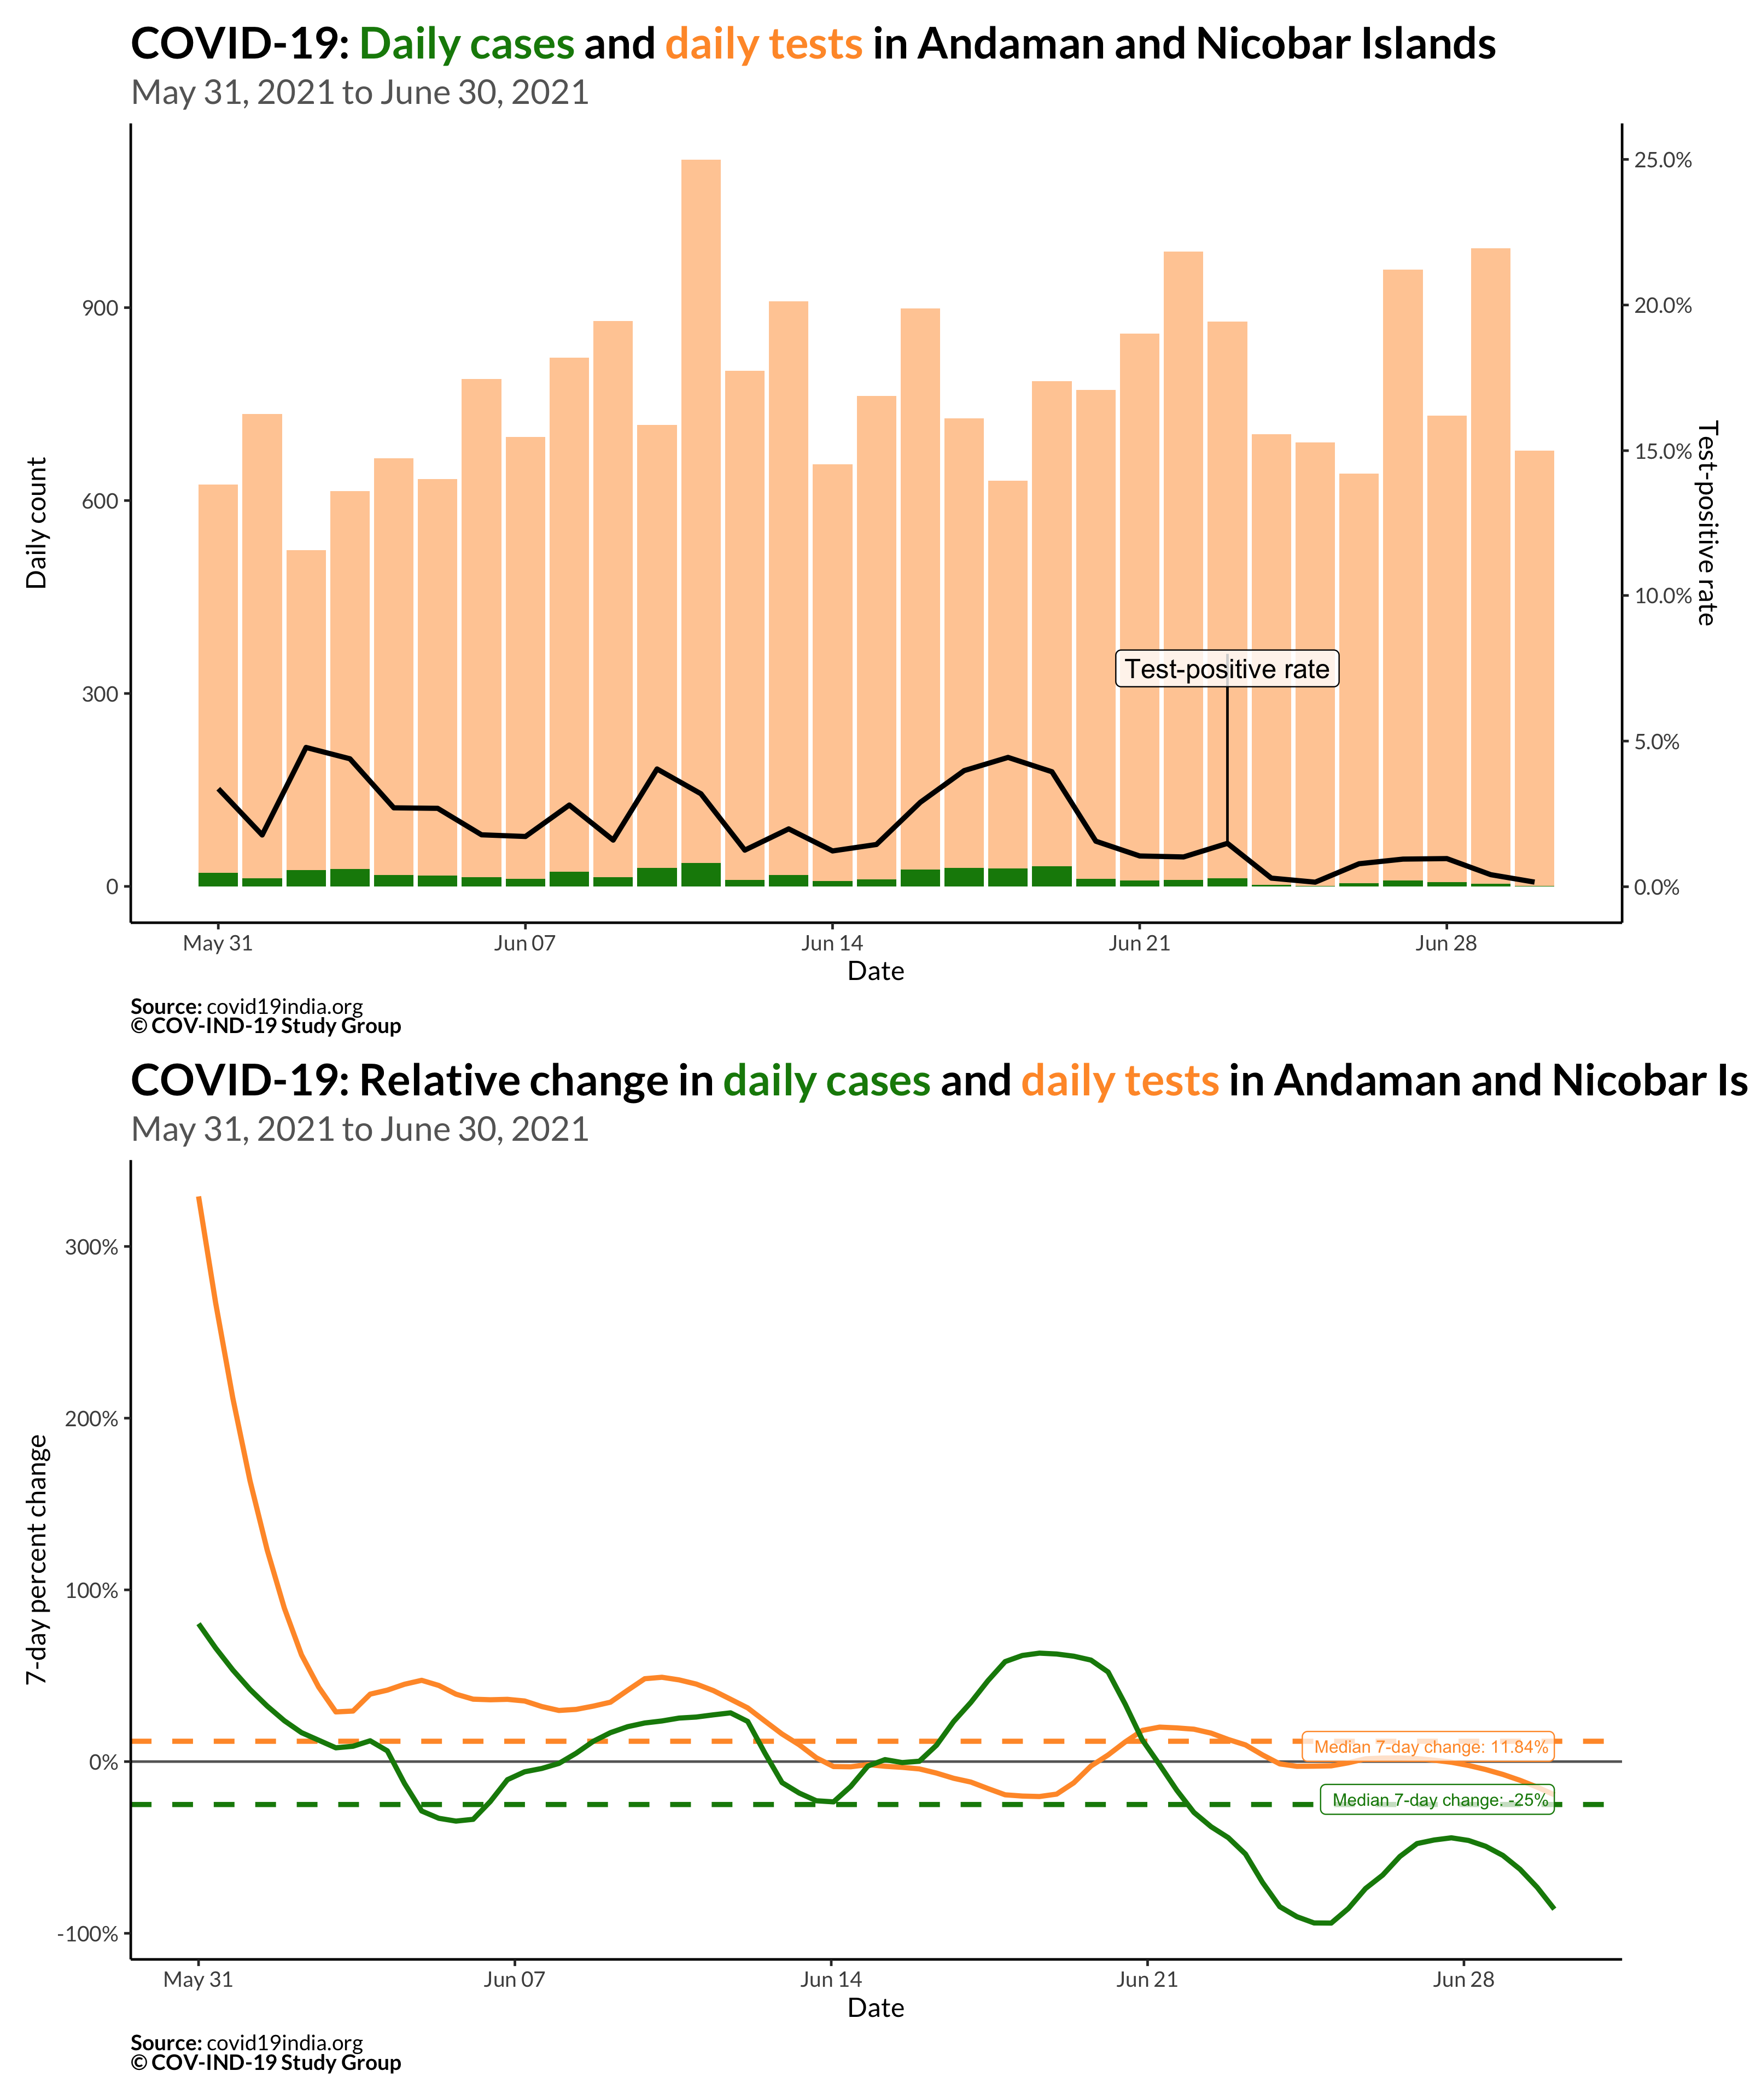 COVID-19: Daily cases and daily tests in Andaman and Nicobar Islands
May 31, 2021 to June 30, 2021
Daily count
900
600
300
0
25.0%
20.0%
15.0%
10.0%
5.0%
0.0%
Test-positive rate
Test-positive rate
May 31
Jun 07
Jun 14
Jun 21
Jun 28
Date
Source: covid19india.org
© COV-IND-19 Study Group
COVID-19: Relative change in daily cases and daily tests in Andaman and Nicobar Is
May 31, 2021 to June 30, 2021
7-day percent change
300%
200%
100%
0%
-100%
Median 7-day change: 11.84%
Median 7-day change: -25%
May 31
Jun 07
Jun 14
Jun 21
Jun 28
Date
Source: covid19india.org
© COV-IND-19 Study Group